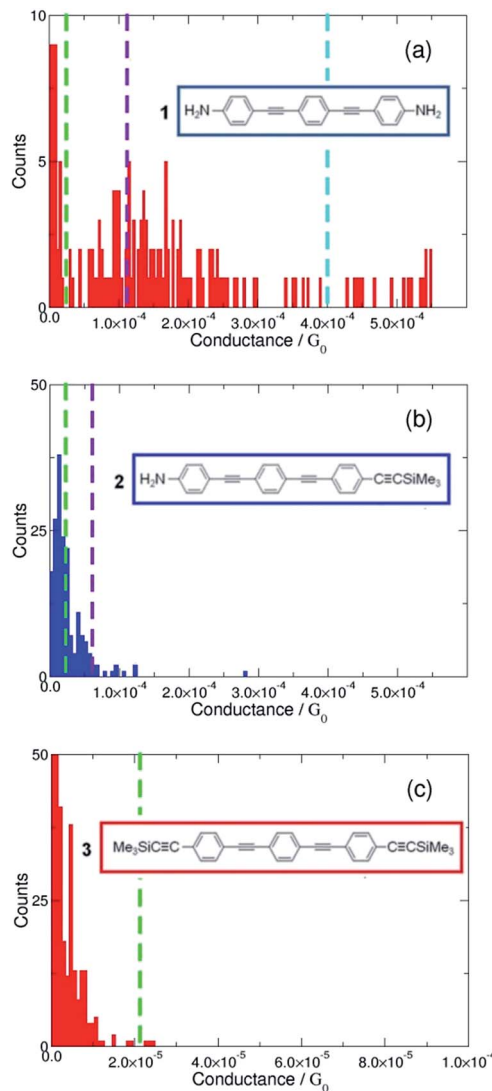 10
(a)
1
H₂N
NH₂
Counts
5
0
0.0
1.0×10⁻⁴
2.0×10⁻⁴
3.0×10⁻⁴
4.0×10⁻⁴
5.0×10⁻⁴
Conductance / G₀
50
(b)
2
H₂N
C≡CSiMe₃
Counts
25
0
0.0
1.0×10⁻⁴
2.0×10⁻⁴
3.0×10⁻⁴
4.0×10⁻⁴
5.0×10⁻⁴
Conductance / G₀
50
(c)
3
Me₃SiC≡C
C≡CSiMe₃
Counts
25
0
0.0
2.0×10⁻⁵
5.0×10⁻⁵
8.0×10⁻⁵
1.0×10⁻⁴
Conductance / G₀